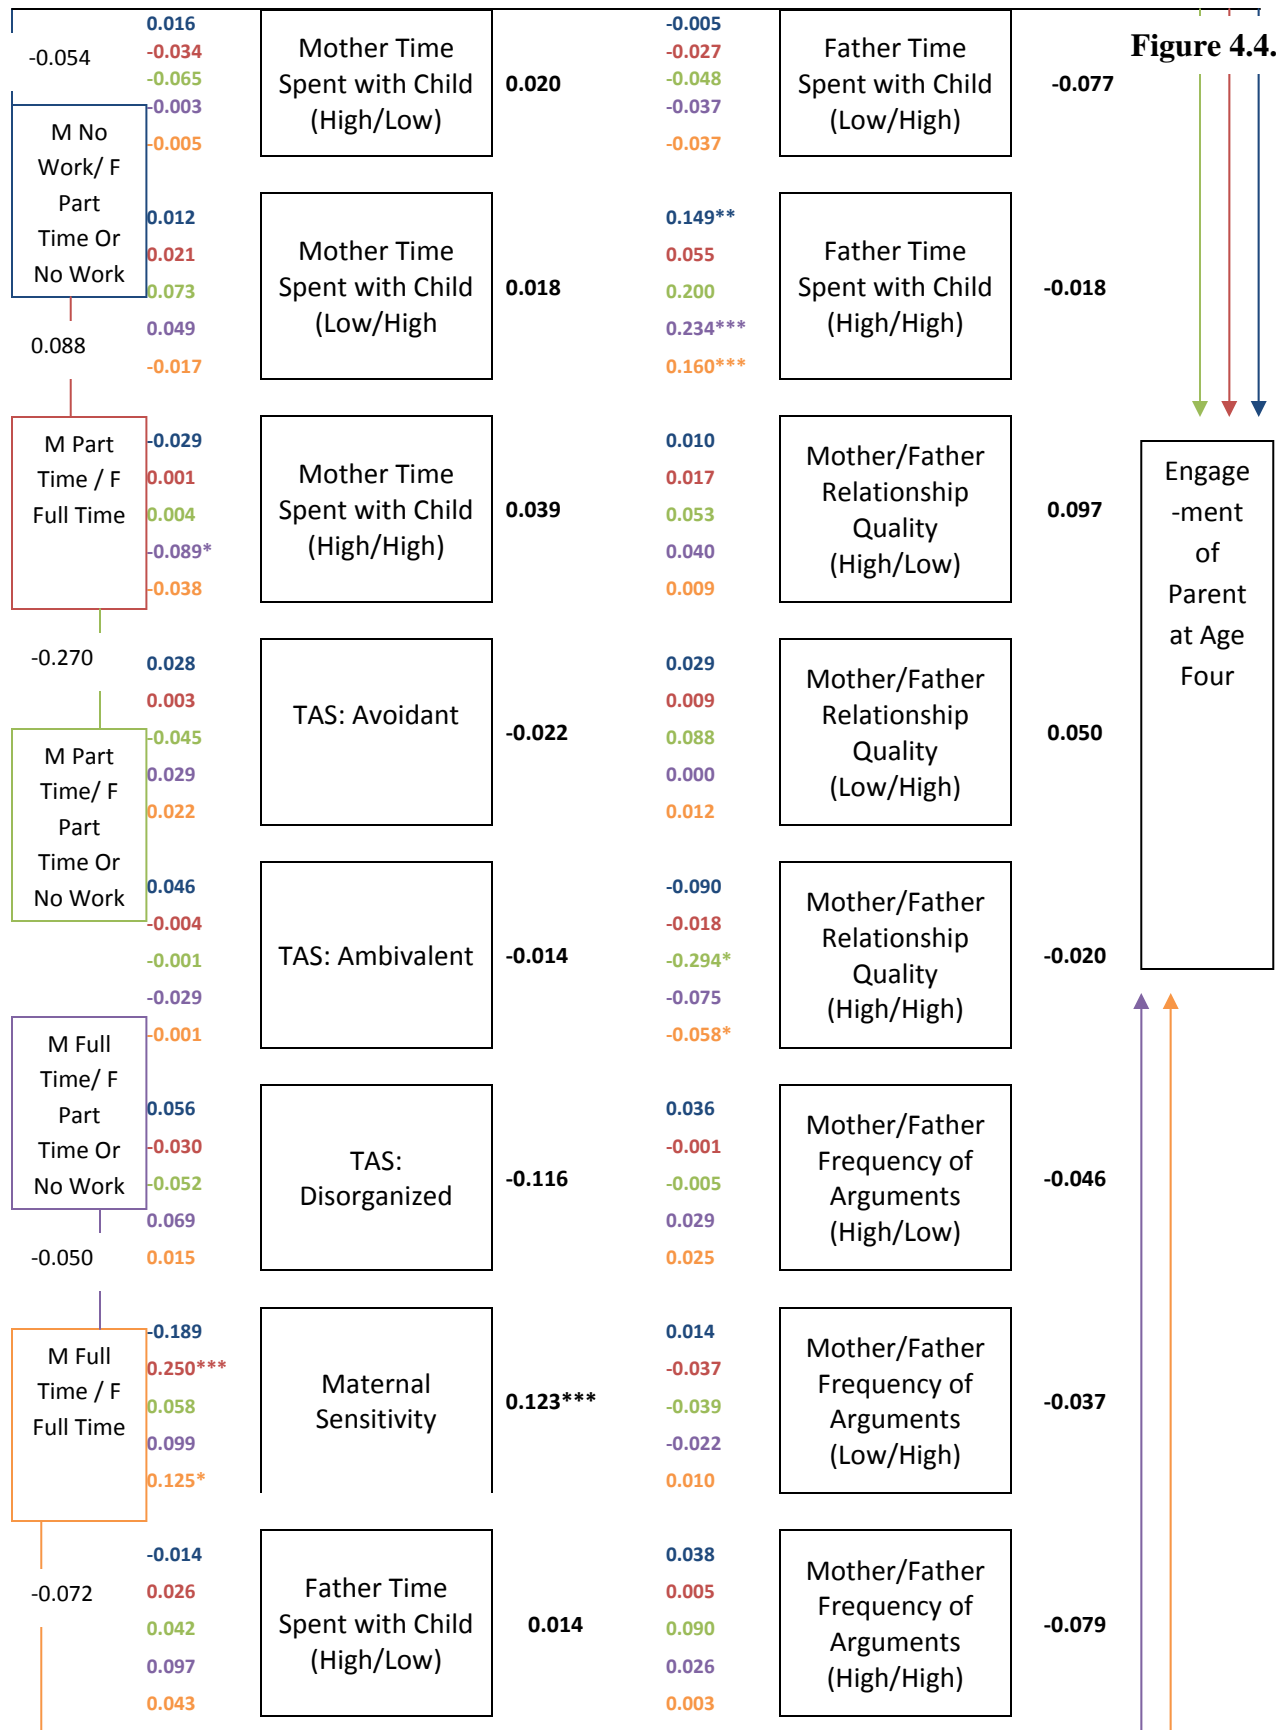 Figure 4.4.
-0.054
M No
Work/ F
Part
Time Or
No Work
0.088
M Part
Time / F
Full Time
-0.270
M Part
Time/ F
Part
Time Or
No Work
M Full
Time/ F
Part
Time Or
No Work
-0.050
M Full
Time / F
Full Time
-0.072
0.016
-0.034
-0.065
-0.003
-0.005
Mother Time
Spent with Child
(High/Low)
0.020
0.012
0.021
0.073
0.049
-0.017
Mother Time
Spent with Child
(Low/High
0.018
-0.029
0.001
0.004
-0.089*
-0.038
Mother Time
Spent with Child
(High/High)
0.039
0.028
0.003
-0.045
0.029
0.022
TAS: Avoidant
-0.022
0.046
-0.004
-0.001
-0.029
-0.001
TAS: Ambivalent
-0.014
0.056
-0.030
-0.052
0.069
0.015
TAS:
Disorganized
-0.116
-0.189
0.250***
0.058
0.099
0.125*
Maternal
Sensitivity
0.123***
-0.014
0.026
0.042
0.097
0.043
Father Time
Spent with Child
(High/Low)
0.014
-0.005
-0.027
-0.048
-0.037
-0.037
Father Time
Spent with Child
(Low/High)
-0.077
0.149**
0.055
0.200
0.234***
0.160***
Father Time
Spent with Child
(High/High)
-0.018
0.010
0.017
0.053
0.040
0.009
Mother/Father
Relationship
Quality
(High/Low)
0.097
0.029
0.009
0.088
0.000
0.012
Mother/Father
Relationship
Quality
(Low/High)
0.050
-0.090
-0.018
-0.294*
-0.075
-0.058*
Mother/Father
Relationship
Quality
(High/High)
-0.020
0.036
-0.001
-0.005
0.029
0.025
Mother/Father
Frequency of
Arguments
(High/Low)
-0.046
0.014
-0.037
-0.039
-0.022
0.010
Mother/Father
Frequency of
Arguments
(Low/High)
-0.037
0.038
0.005
0.090
0.026
0.003
Mother/Father
Frequency of
Arguments
(High/High)
-0.079
Engage
-ment
of
Parent
at Age
Four